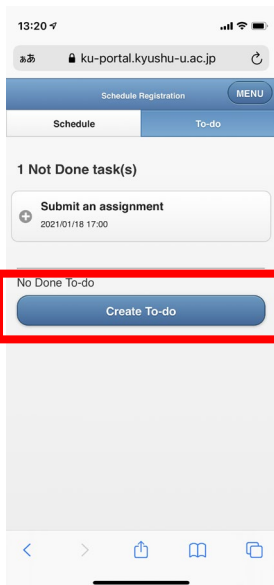 13:20
ああ ku-portal.kyushu-u.ac.jp
Schedule Registration
MENU
Schedule To-do
1 Not Done task(s)
Submit an assignment
2021/01/18 17:00
No Done To-do
Create To-do